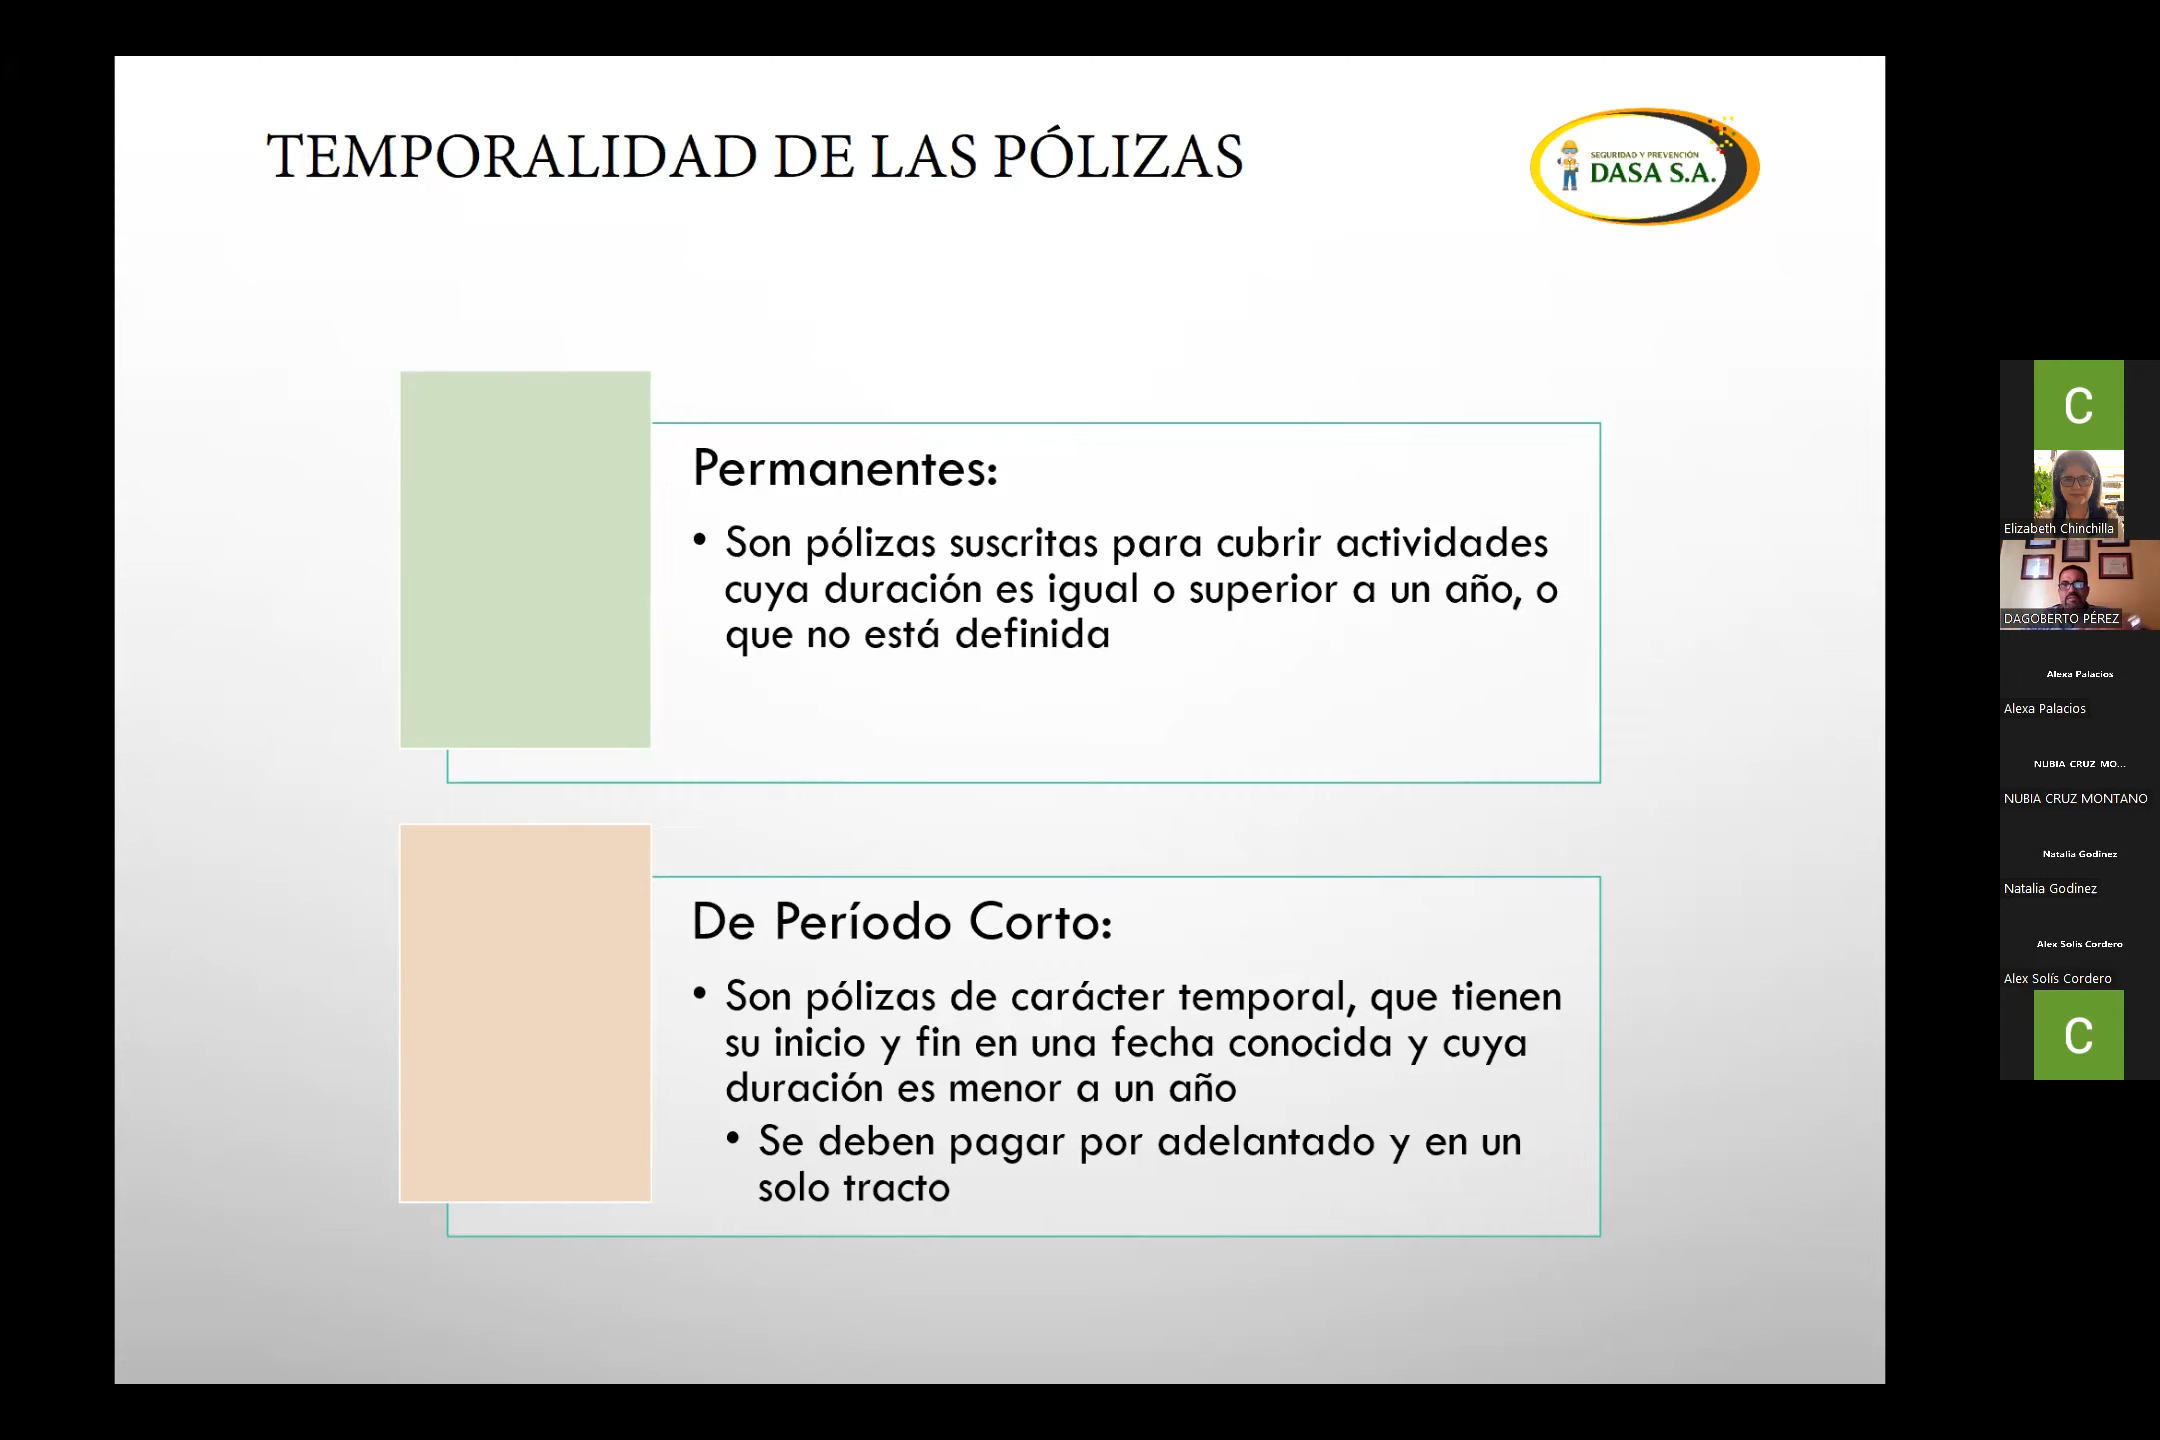 TEMPORALIDAD DE LAS PÓLIZAS
SEGURIDAD Y PREVENCIÓN
DASA S.A.
Permanentes:
• Son pólizas suscritas para cubrir actividades
cuya duración es igual o superior a un año, o
que no está definida
De Período Corto:
• Son pólizas de carácter temporal, que tienen
su inicio y fin en una fecha conocida y cuya
duración es menor a un año
• Se deben pagar por adelantado y en un
solo tracto
C
Elizabeth Chinchilla
DAGOBERTO PÉREZ
Alexa Palacios
Alexa Palacios
NUBIA CRUZ MO...
NUBIA CRUZ MONTANO
Natalia Godinez
Natalia Godinez
Alex Solís Cordero
Alex Solís Cordero
C